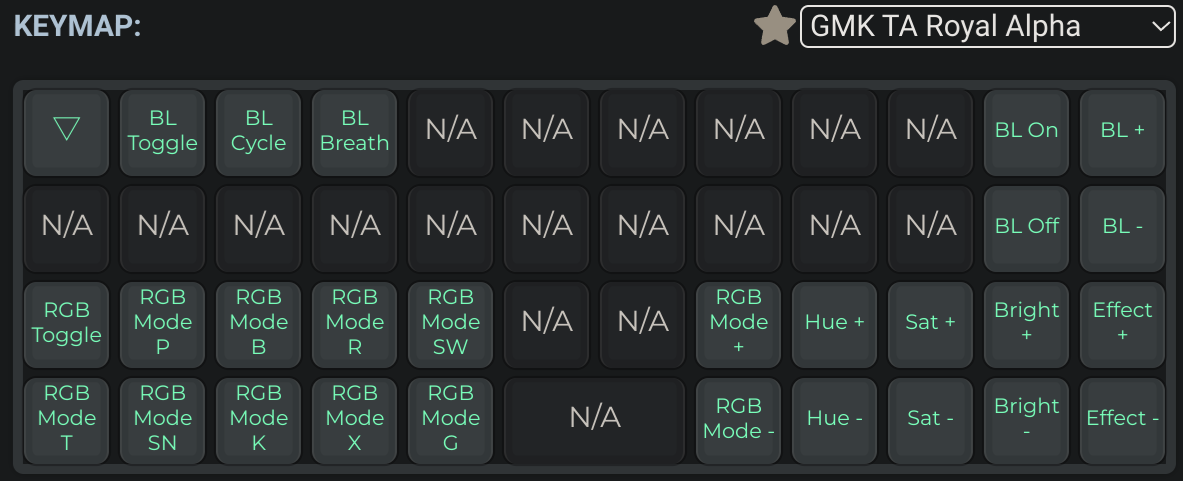 KEYMAP:
GMK TA Royal Alpha
BL Toggle
BL Cycle
BL Breath
N/A
N/A
N/A
N/A
N/A
N/A
BL On
BL +
N/A
N/A
N/A
N/A
N/A
N/A
N/A
N/A
N/A
N/A
BL Off
BL -
RGB Toggle
RGB Mode P
RGB Mode B
RGB Mode R
RGB Mode SW
N/A
N/A
RGB Mode +
Hue +
Sat +
Bright +
Effect +
RGB Mode T
RGB Mode SN
RGB Mode K
RGB Mode X
RGB Mode G
N/A
RGB Mode -
Hue -
Sat -
Bright -
Effect -